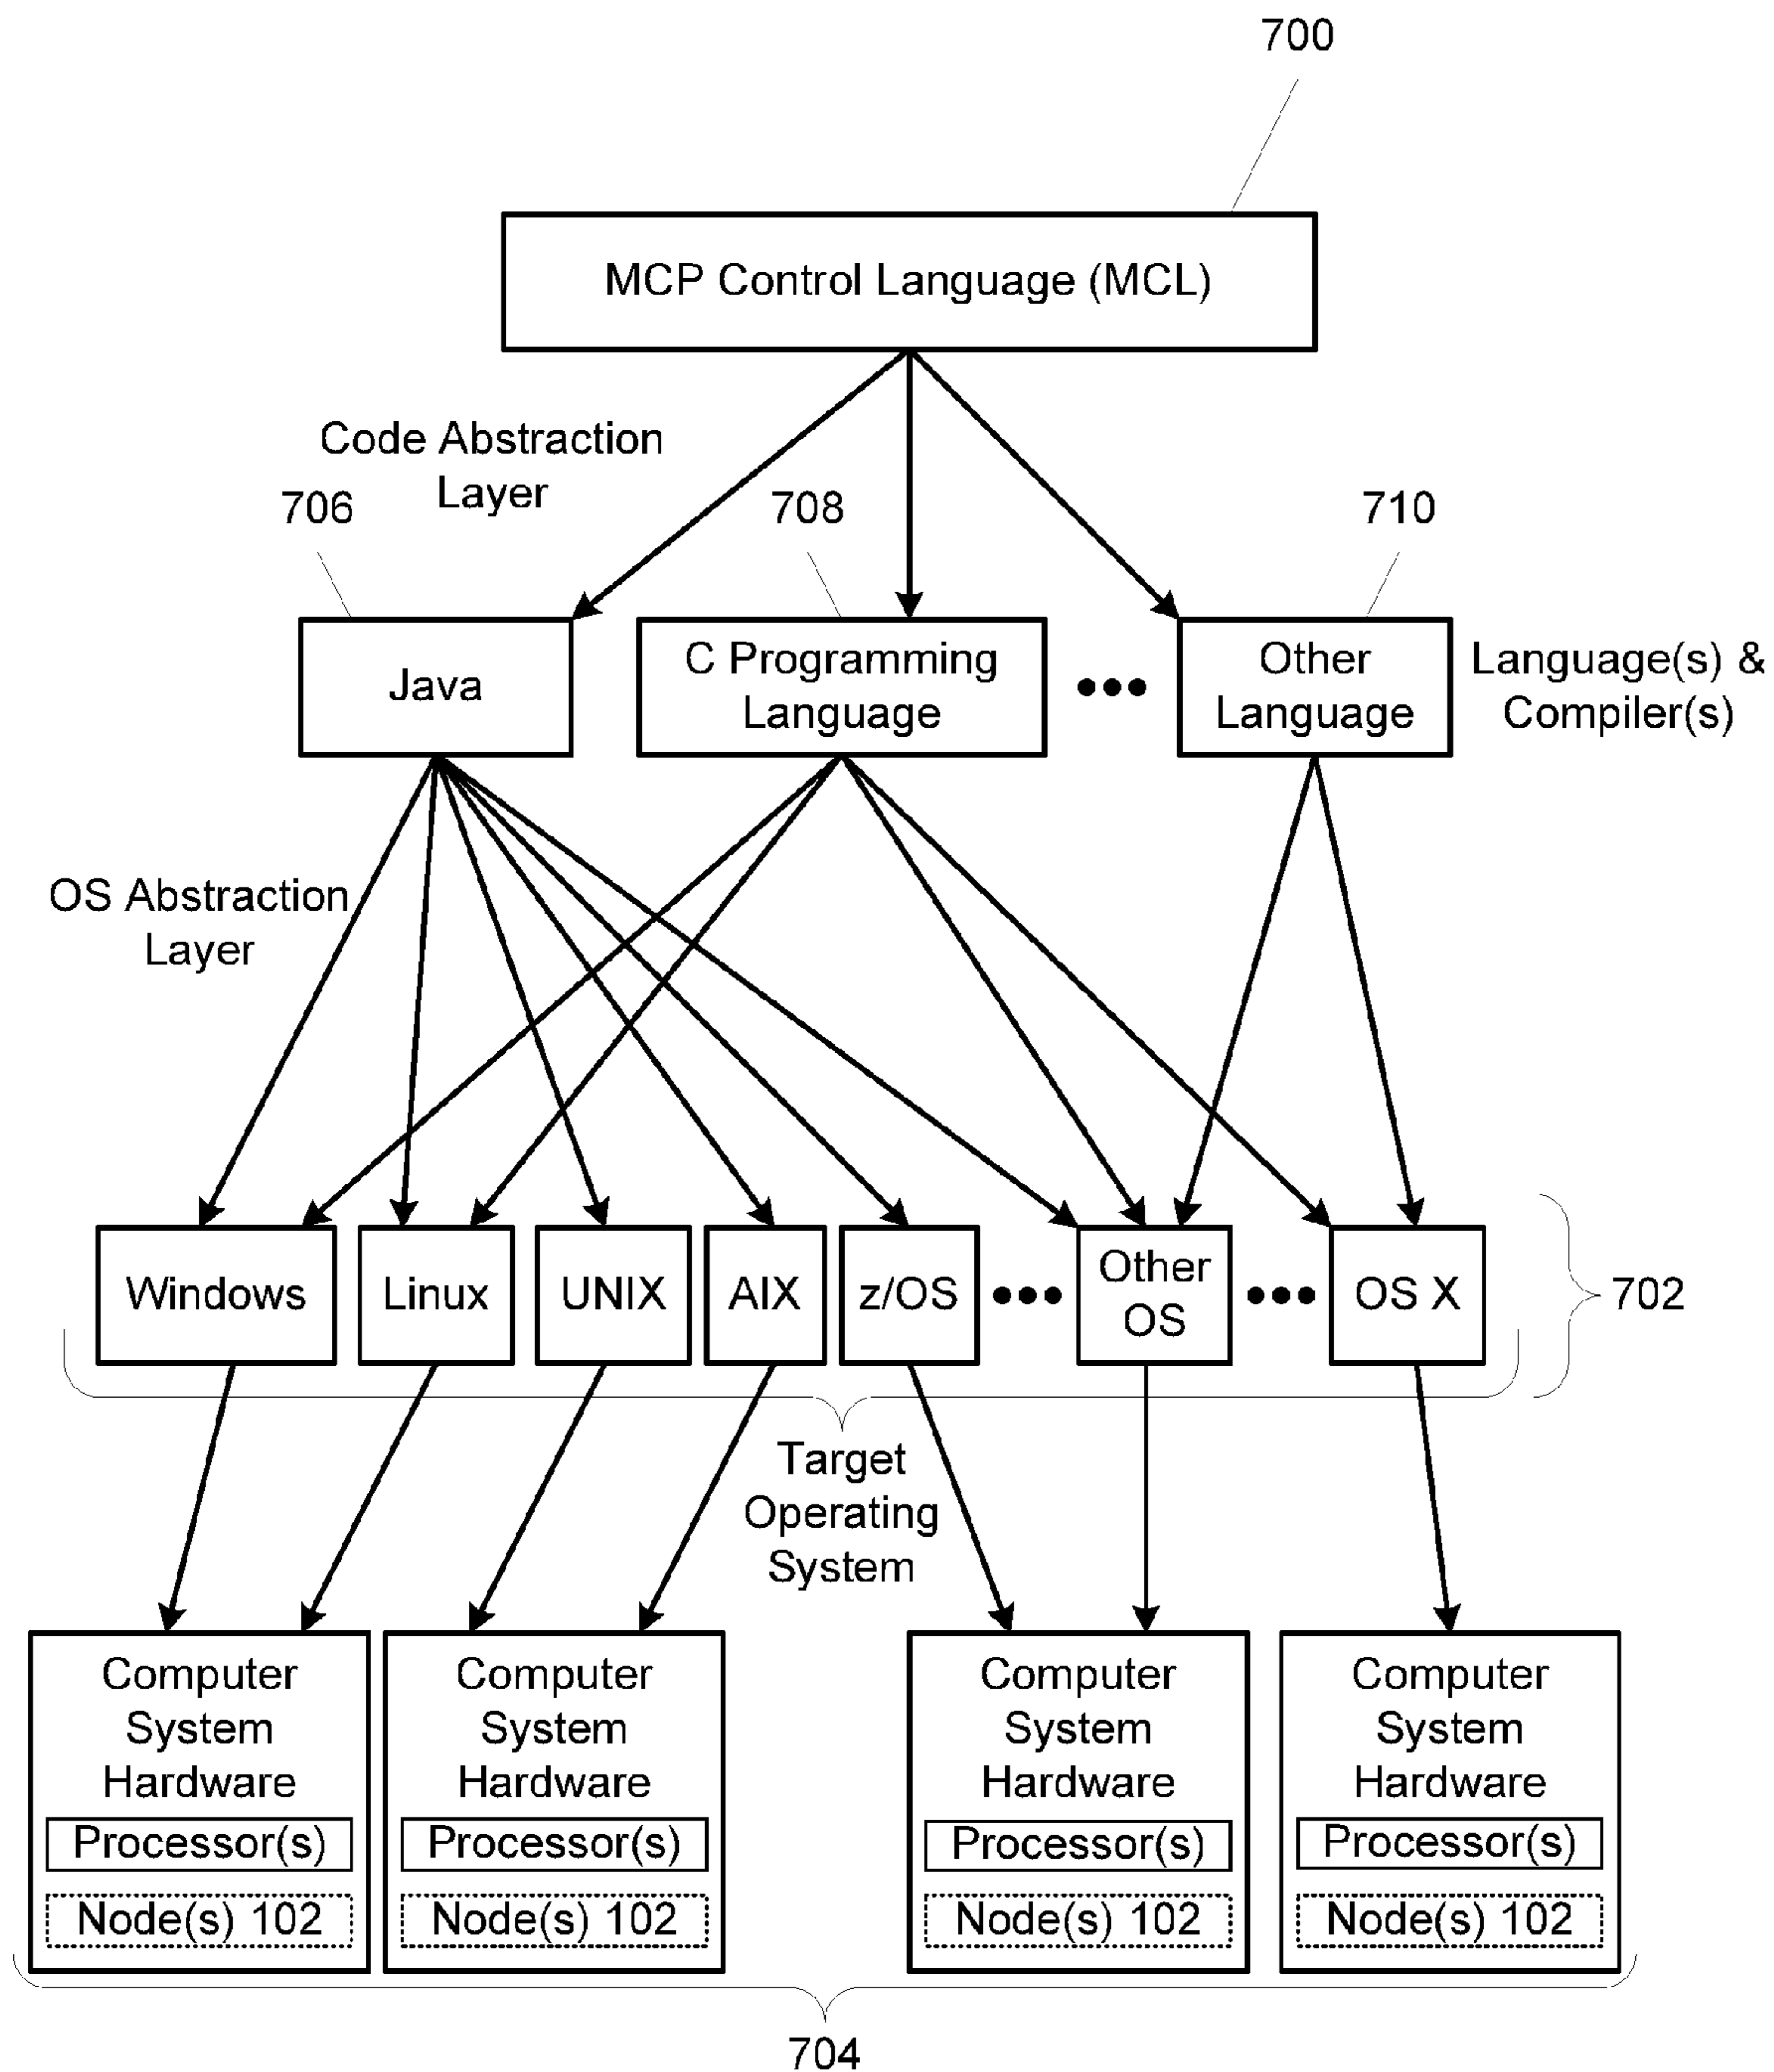 700
MCP Control Language (MCL)
Code Abstraction
Layer
706
708
710
Java
C Programming
Language
Other
Language
Language(s) &
Compiler(s)
OS Abstraction
Layer
Windows
Linux
UNIX
AIX
z/OS
Other
OS
OS X
702
Target
Operating
System
Computer
System
Hardware
Processor(s)
Node(s) 102
Computer
System
Hardware
Processor(s)
Node(s) 102
Computer
System
Hardware
Processor(s)
Node(s) 102
Computer
System
Hardware
Processor(s)
Node(s) 102
704